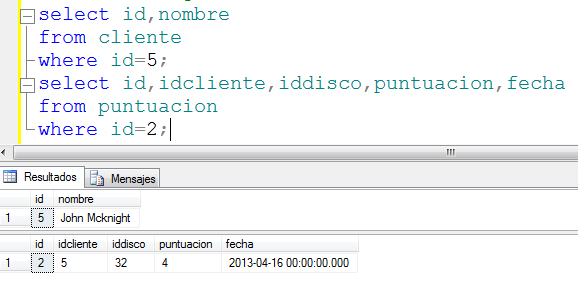 select id,nombre
from cliente
where id=5;
select id,idcliente,iddisco,puntuacion,fecha
from puntuacion
where id=2;
Resultados Mensajes
id nombre
1 5 John Mcknight
id idcliente iddisco puntuacion fecha
1 2 5 32 4 2013-04-16 00:00:00.000